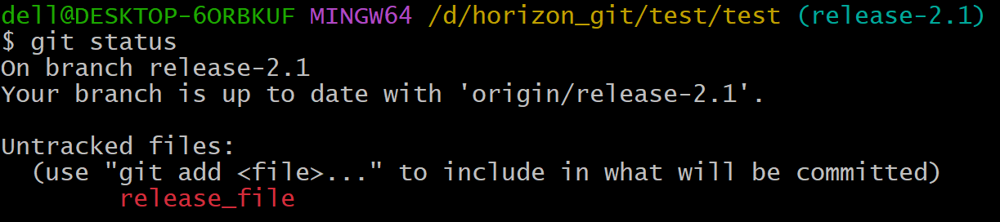 dell@DESKTOP-6ORBKUF MINGW64 /d/horizon_git/test/test (release-2.1)
$ git status
On branch release-2.1
Your branch is up to date with 'origin/release-2.1'.
Untracked files:
(use "git add <file>..." to include in what will be committed)
release_file